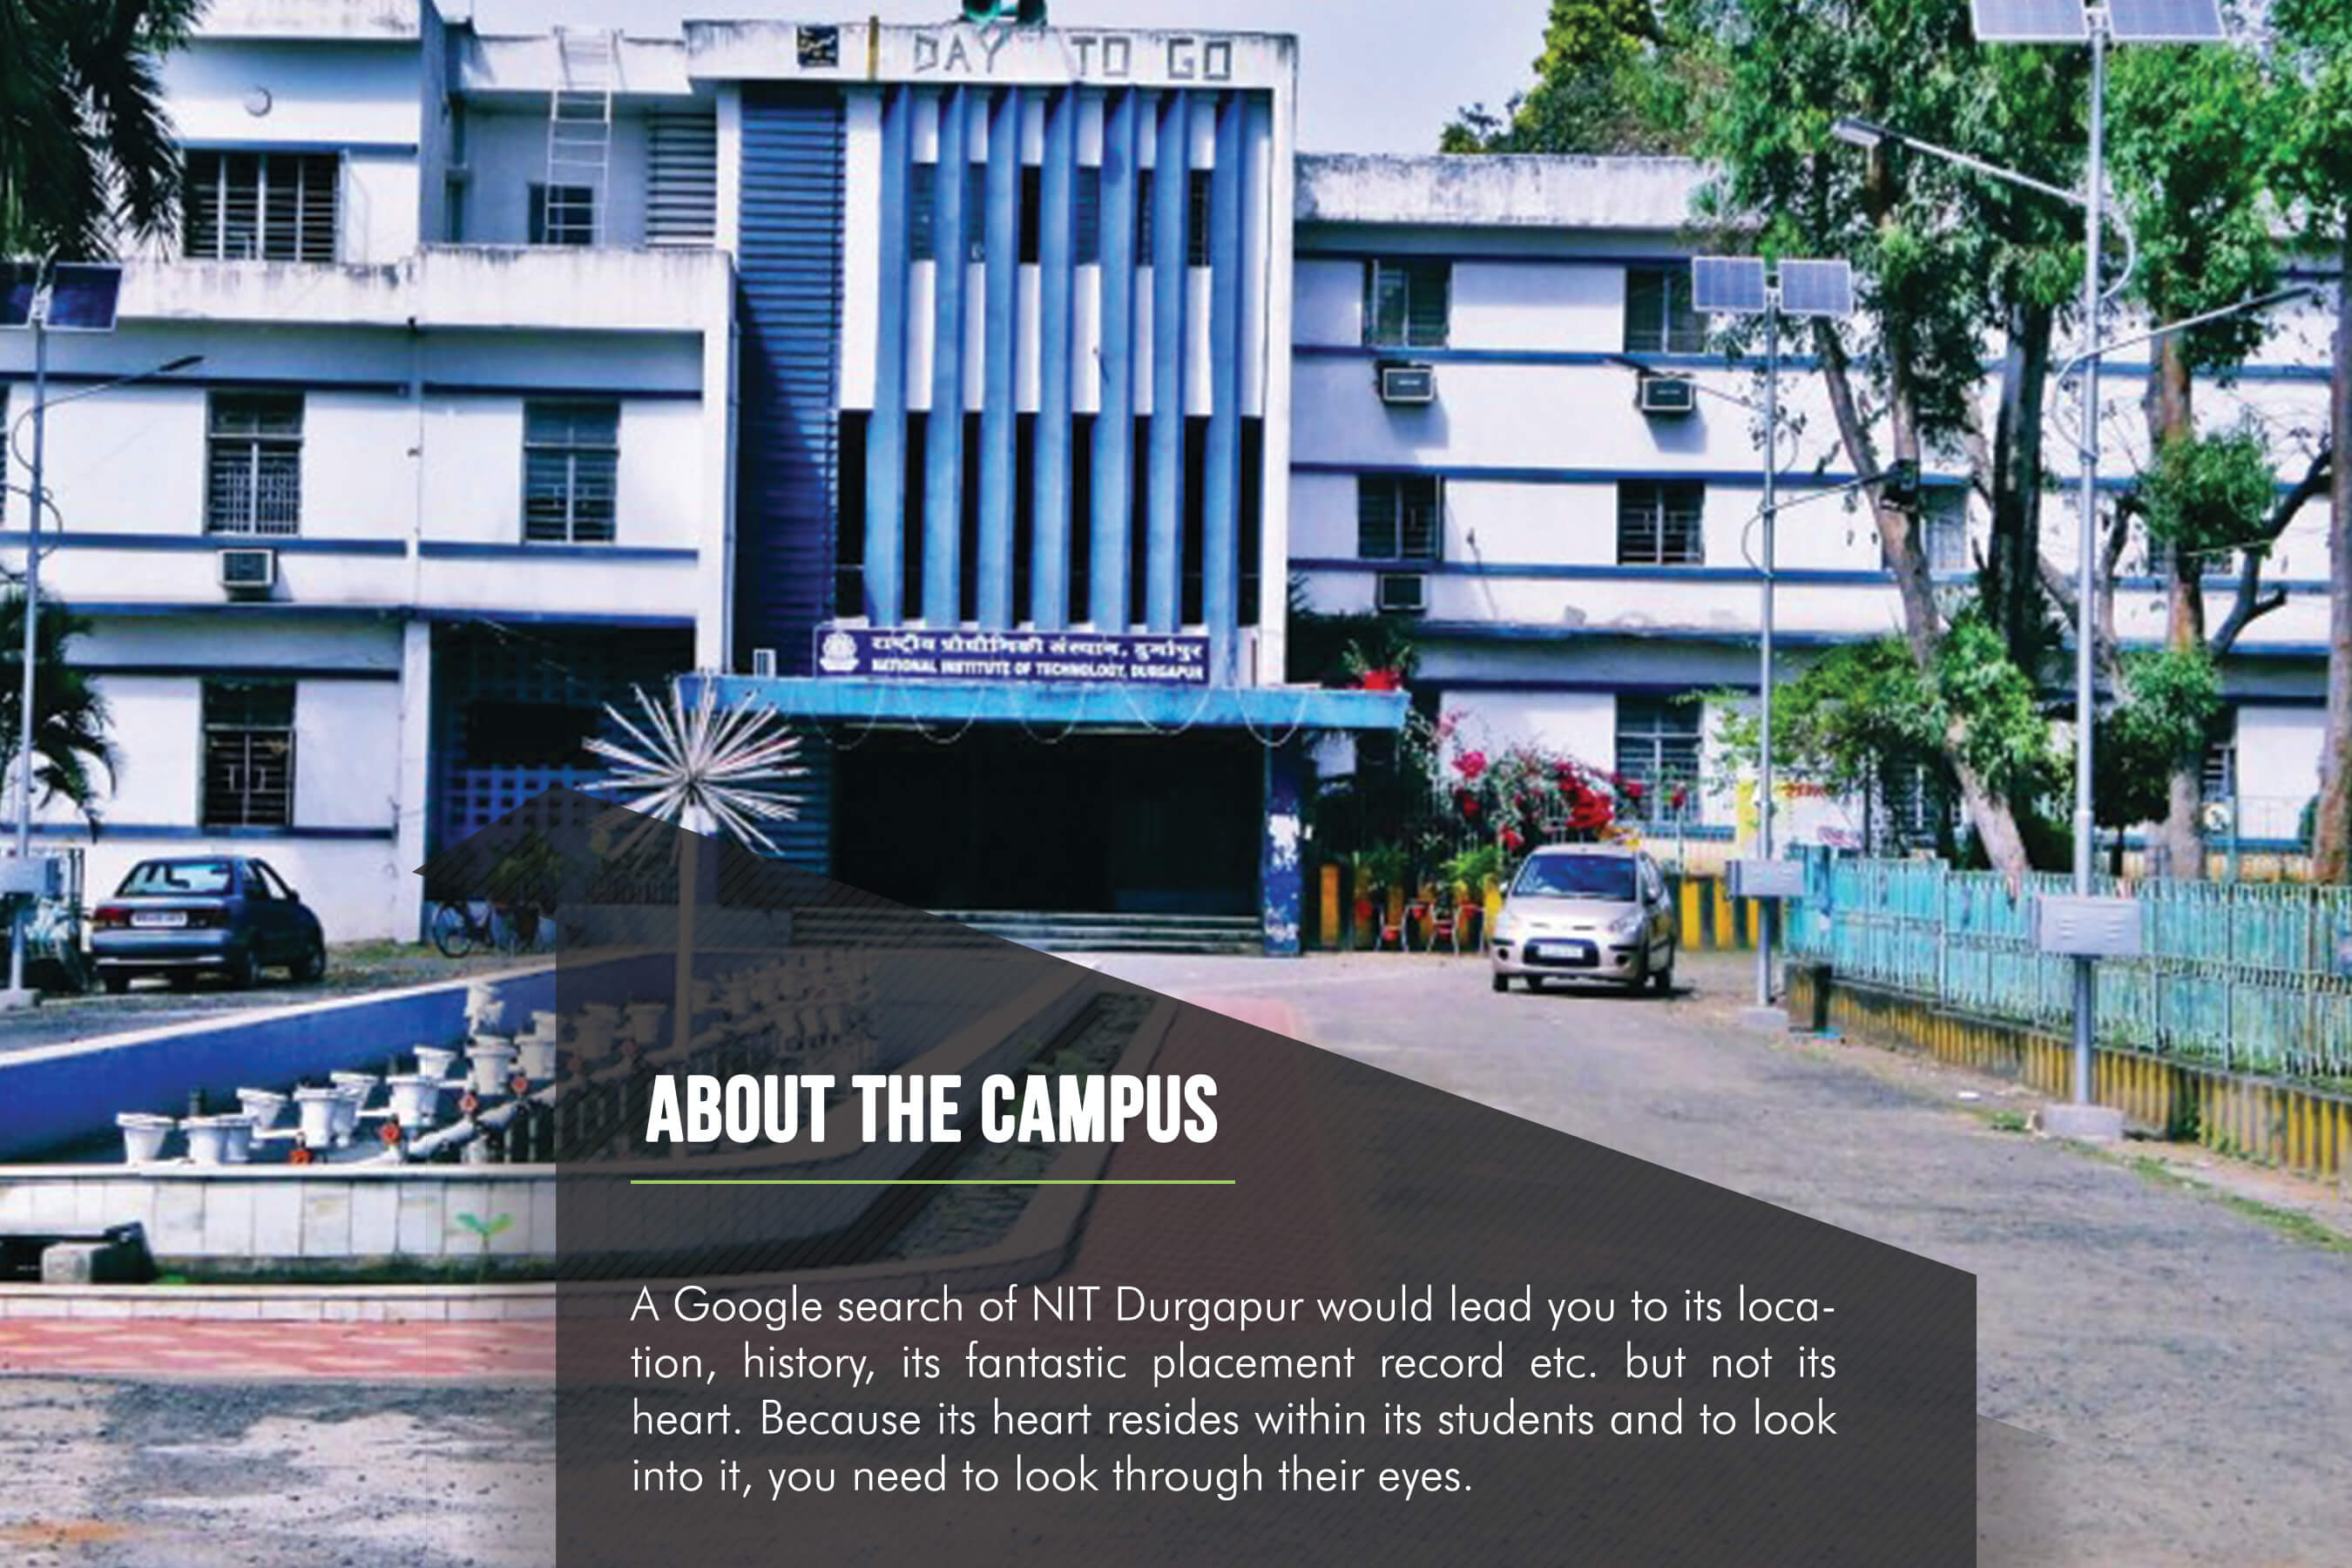 DAY TO GO
राष्ट्रीय प्रौद्योगिकी संस्थान, दुर्गापुर
NATIONAL INSTITUTE OF TECHNOLOGY, DURGAPUR
ABOUT THE CAMPUS
A Google search of NIT Durgapur would lead you to its loca-
tion, history, its fantastic placement record etc. but not its
heart. Because its heart resides within its students and to look
into it, you need to look through their eyes.